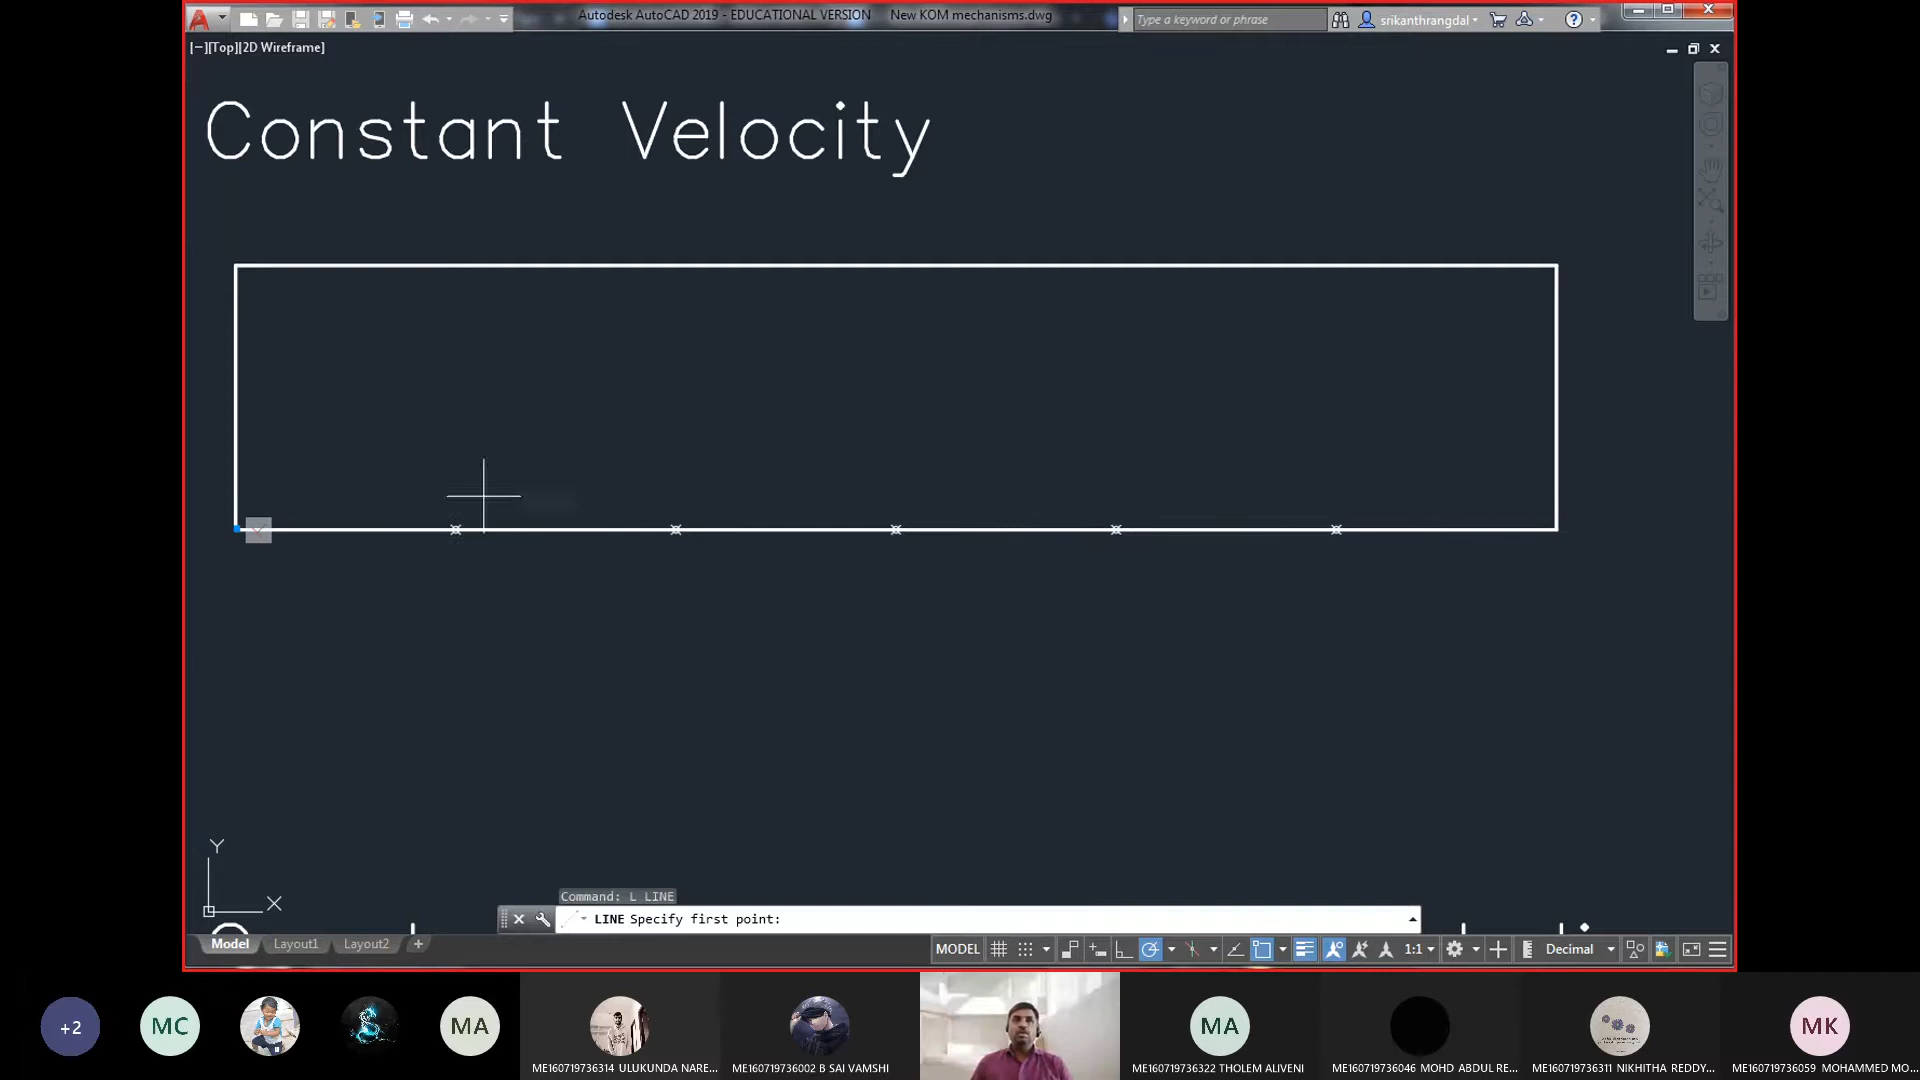 Autodesk AutoCAD 2019 - EDUCATIONAL VERSION New KOM mechanisms.dwg
Type a keyword or phrase
srikanthrangdal
[−][Top][2D Wireframe]
Constant Velocity
Y
X
Command: L LINE
LINE Specify first point:
Model Layout1 Layout2 +
MODEL 1:1 Decimal
+2
MC
MA
MA
MK
ME160719736314 ULUKUNDA NARE...
ME160719736002 B SAI VAMSHI
ME160719736322 THOLEM ALIVENI
ME160719736046 MOHD ABDUL RE...
ME160719736311 NIKHITHA REDDY...
ME160719736059 MOHAMMED MO...